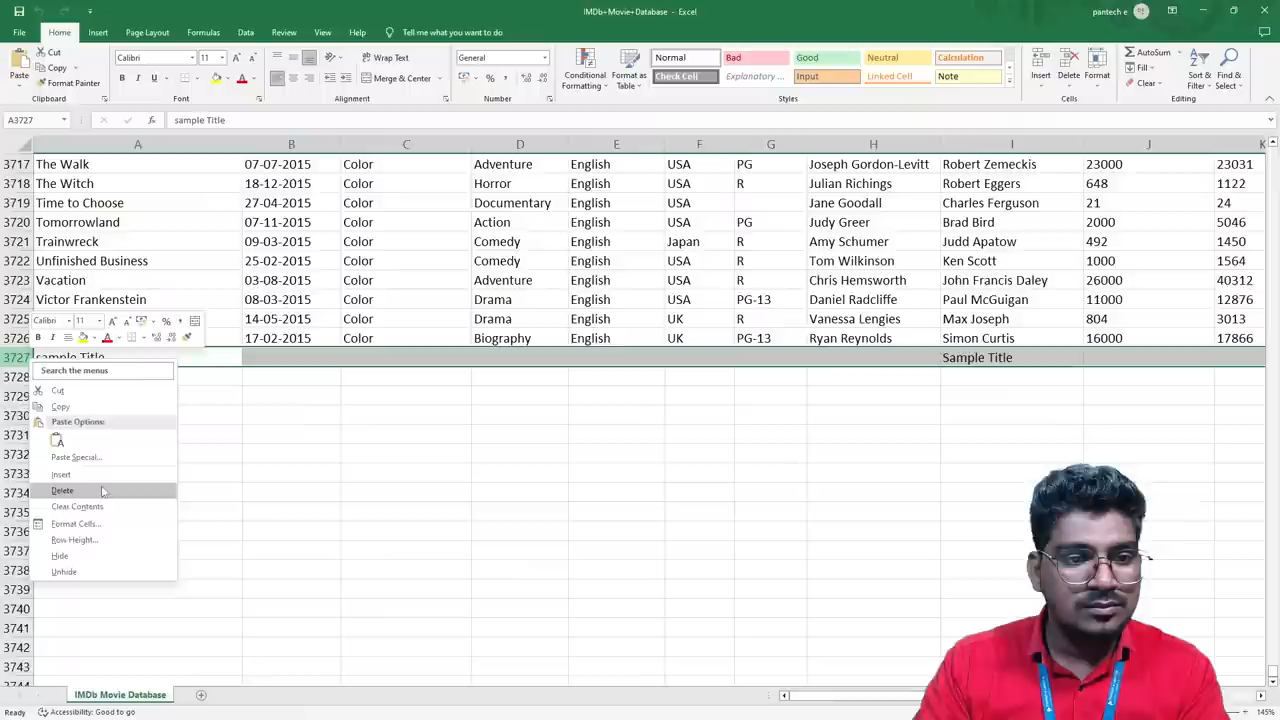 IMDb+Movie+Database - Excel
pantech e
File Home Insert Page Layout Formulas Data Review View Help Tell me what you want to do
Paste Cut Copy Format Painter Clipboard
Calibri 11 B I U Font
Wrap Text Merge & Center Alignment
General % Number
Conditional Formatting Format as Table
Normal Bad Good Neutral Calculation
Check Cell Explanatory ... Input Linked Cell Note
Styles
Insert Delete Format Cells
AutoSum Fill Clear Sort & Filter Find & Select Editing
A3727 fx sample Title
A B C D E F G H I J K
3717 The Walk 07-07-2015 Color Adventure English USA PG Joseph Gordon-Levitt Robert Zemeckis 23000 23031
3718 The Witch 18-12-2015 Color Horror English USA R Julian Richings Robert Eggers 648 1122
3719 Time to Choose 27-04-2015 Color Documentary English USA Jane Goodall Charles Ferguson 21 24
3720 Tomorrowland 07-11-2015 Color Action English USA PG Judy Greer Brad Bird 2000 5046
3721 Trainwreck 09-03-2015 Color Comedy English Japan R Amy Schumer Judd Apatow 492 1450
3722 Unfinished Business 25-02-2015 Color Comedy English USA R Tom Wilkinson Ken Scott 1000 1564
3723 Vacation 03-08-2015 Color Adventure English USA R Chris Hemsworth John Francis Daley 26000 40312
3724 Victor Frankenstein 08-03-2015 Color Drama English USA PG-13 Daniel Radcliffe Paul McGuigan 11000 12876
3725 14-05-2015 Color Drama English UK R Vanessa Lengies Max Joseph 804 3013
3726 17-02-2015 Color Biography English UK PG-13 Ryan Reynolds Simon Curtis 16000 17866
3727 sample Title Sample Title
Calibri 11 A A %
B I A
Search the menus
Cut
Copy
Paste Options:
Paste Special...
Insert
Delete
Clear Contents
Format Cells...
Row Height...
Hide
Unhide
3728
3729
3730
3731
3732
3733
3734
3735
3736
3737
3738
3739
3740
3741
3742
3743
IMDb Movie Database
Ready Accessibility: Good to go 145%